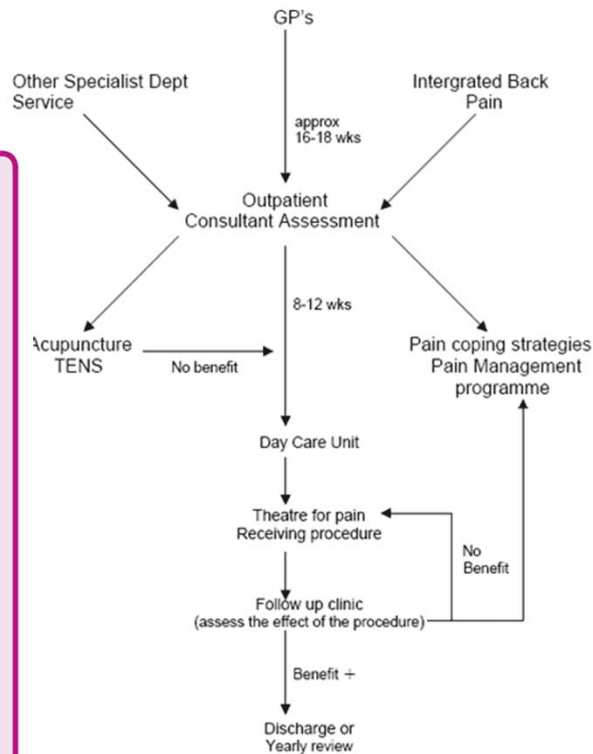 GP's
Other Specialist Dept
Service
Intergrated Back
Pain
approx
16-18 wks
Outpatient
Consultant Assessment
8-12 wks
Acupuncture
TENS
No benefit
Pain coping strategies
Pain Management
programme
Day Care Unit
Theatre for pain
Receiving procedure
No
Benefit
Follow up clinic
(assess the effect of the procedure)
Benefit +
Discharge or
Yearly review